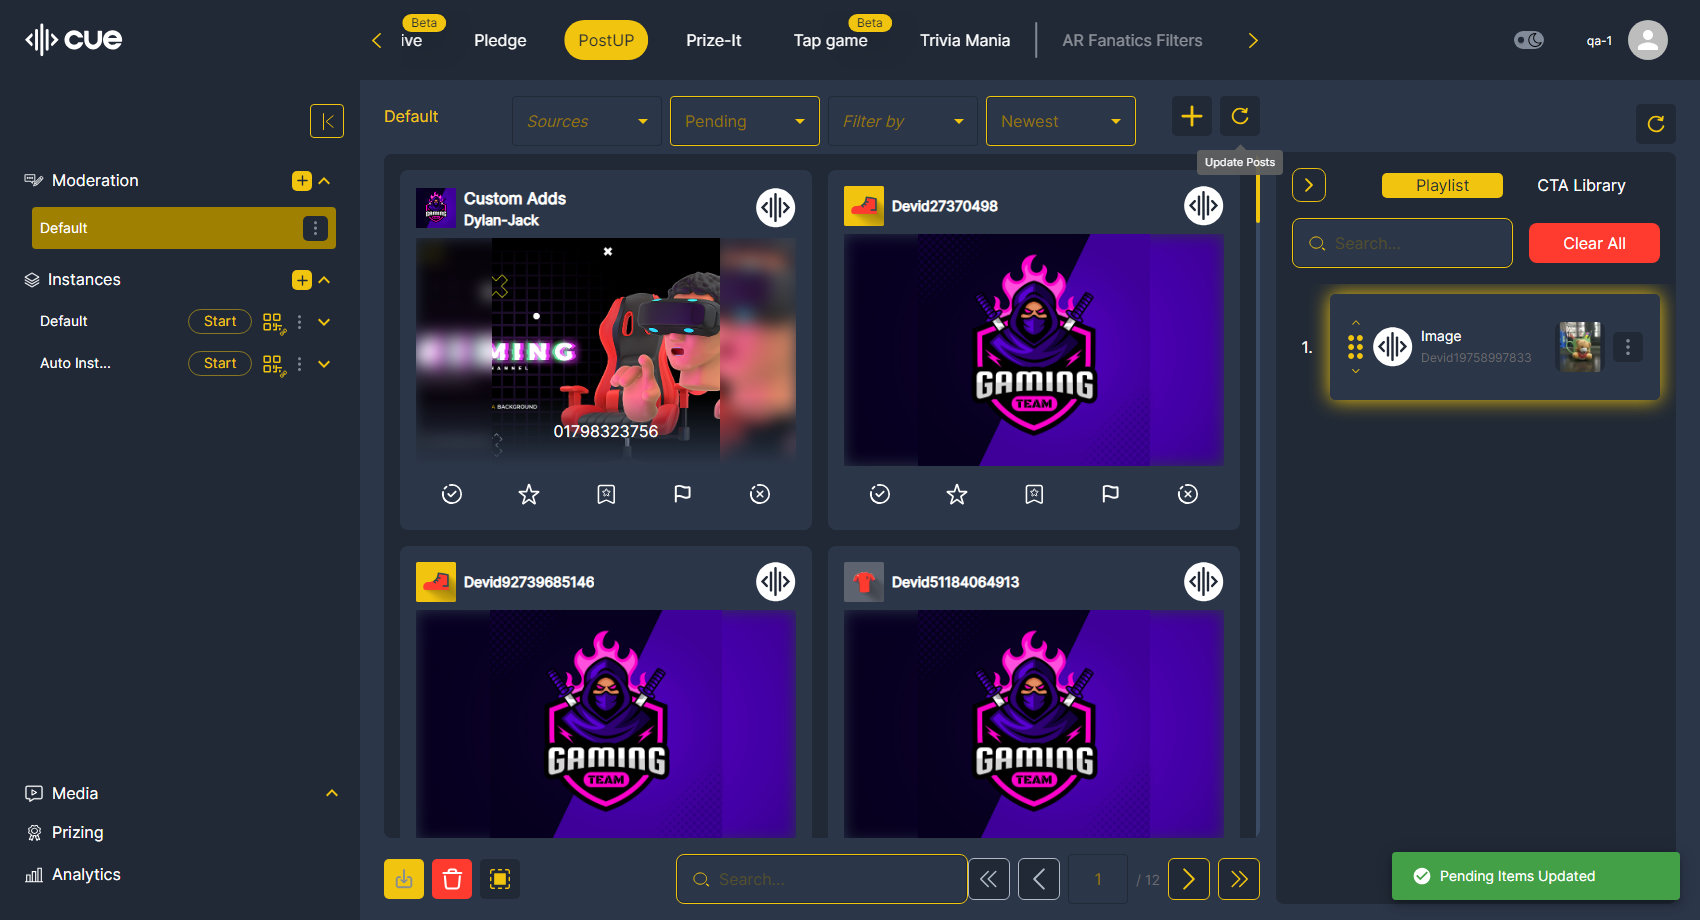 cue
Beta
ive
Pledge
PostUP
Prize-It
Beta
Tap game
Trivia Mania
AR Fanatics Filters
qa-1
Moderation
Default
Instances
Default
Start
Auto Inst...
Start
Media
Prizing
Analytics
Default
Sources
Pending
Filter by
Newest
Update Posts
Custom Adds
Dylan-Jack
MING
ANNEL
A BACKGROUND
01798323756
Devid27370498
GAMING
TEAM
Devid92739685146
GAMING
TEAM
Devid51184064913
GAMING
TEAM
Search...
1
/ 12
Playlist
CTA Library
Search...
Clear All
1.
Image
Devid19758997833
Pending Items Updated